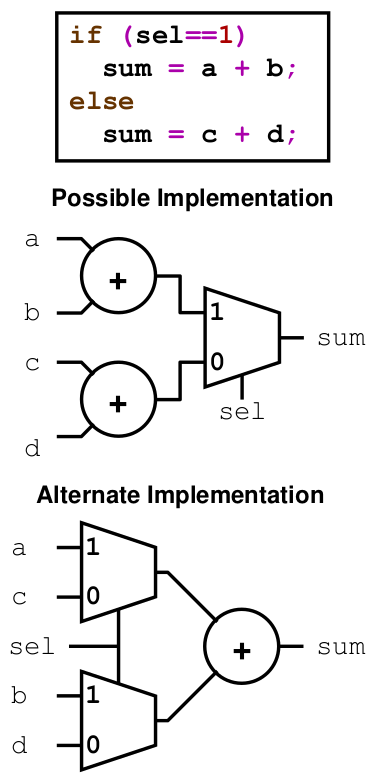 if (sel==1)
sum = a + b;
else
sum = c + d;
Possible Implementation
a
+
b
1
sum
c
0
+
sel
d
Alternate Implementation
a 1
c 0
sel + sum
b 1
d 0